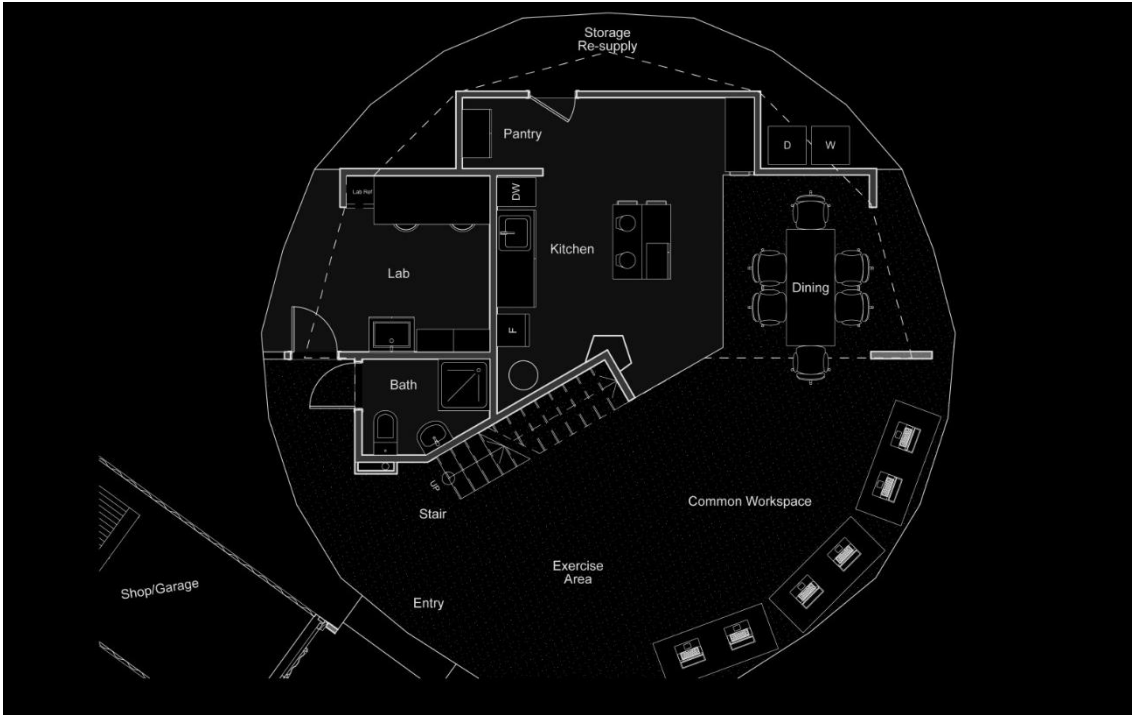 Storage
Re-supply
Pantry
D
W
Lab Ref
DW
Kitchen
Lab
Dining
F
Bath
UP
Stair
Common Workspace
Exercise
Area
Shop/Garage
Entry